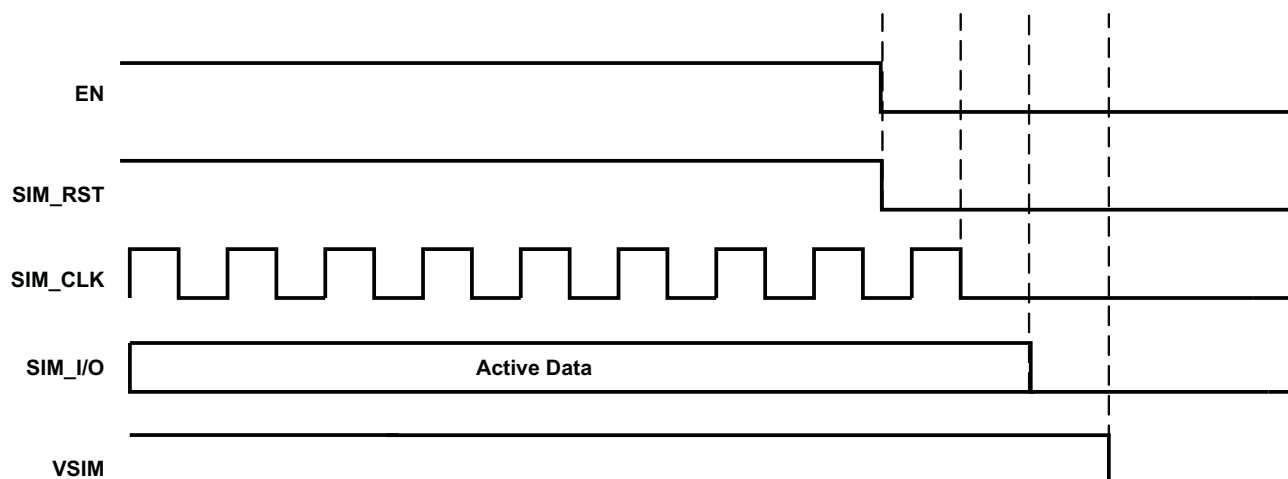 EN
SIM_RST
SIM_CLK
SIM_I/O
Active Data
VSIM